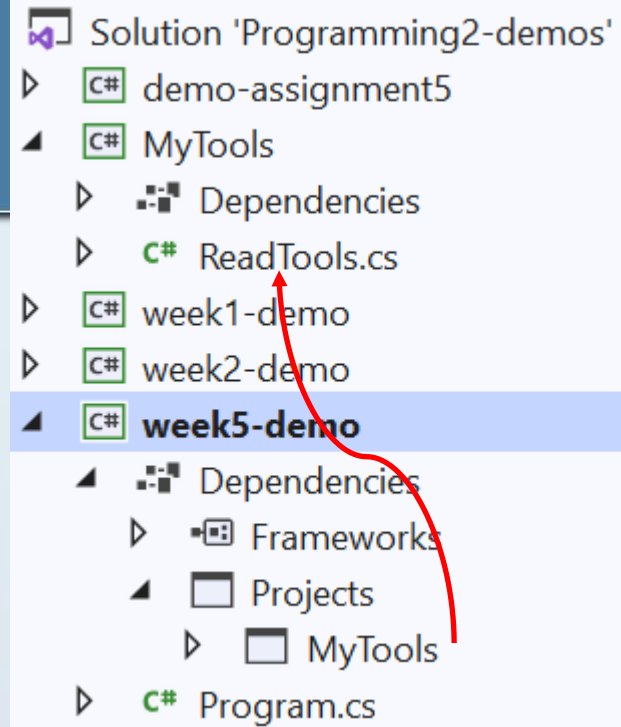 Solution 'Programming2-demos'
C# demo-assignment5
C# MyTools
Dependencies
C# ReadTools.cs
C# week1-demo
C# week2-demo
C# week5-demo
Dependencies
Frameworks
Projects
MyTools
C# Program.cs